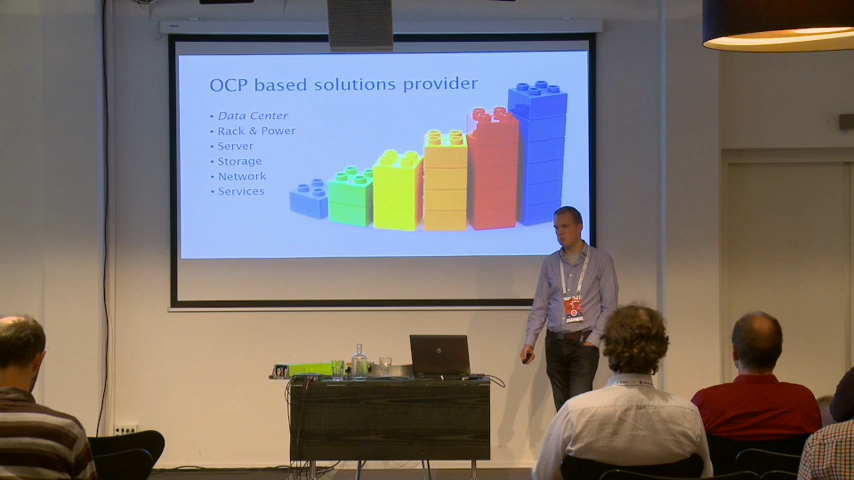 OCP based solutions provider
• Data Center
• Rack & Power
• Server
• Storage
• Network
• Services